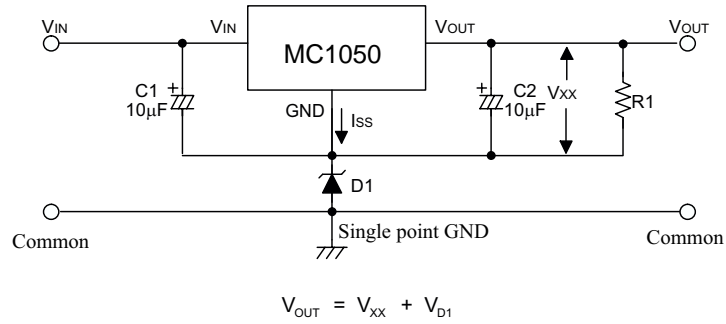 VIN
VIN
MC1050
VOUT
VOUT
C1
10μF
GND
ISS
C2
10μF
VXX
R1
D1
Common
Single point GND
Common
VOUT = VXX + VD1